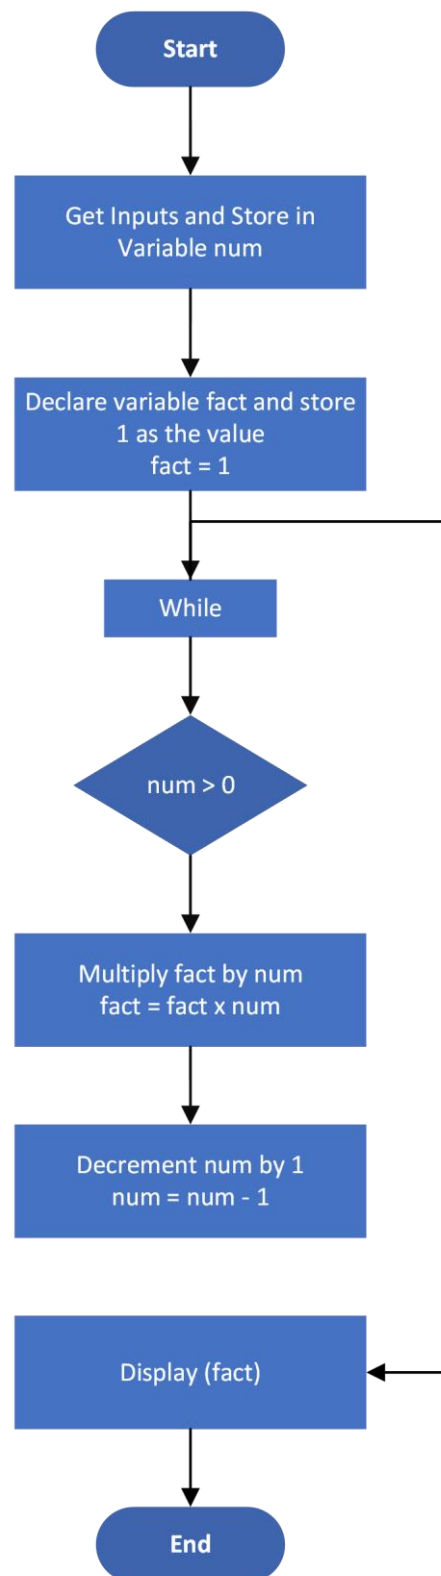 Start
Get Inputs and Store in
Variable num
Declare variable fact and store
1 as the value
fact = 1
While
num > 0
Multiply fact by num
fact = fact x num
Decrement num by 1
num = num - 1
Display (fact)
End